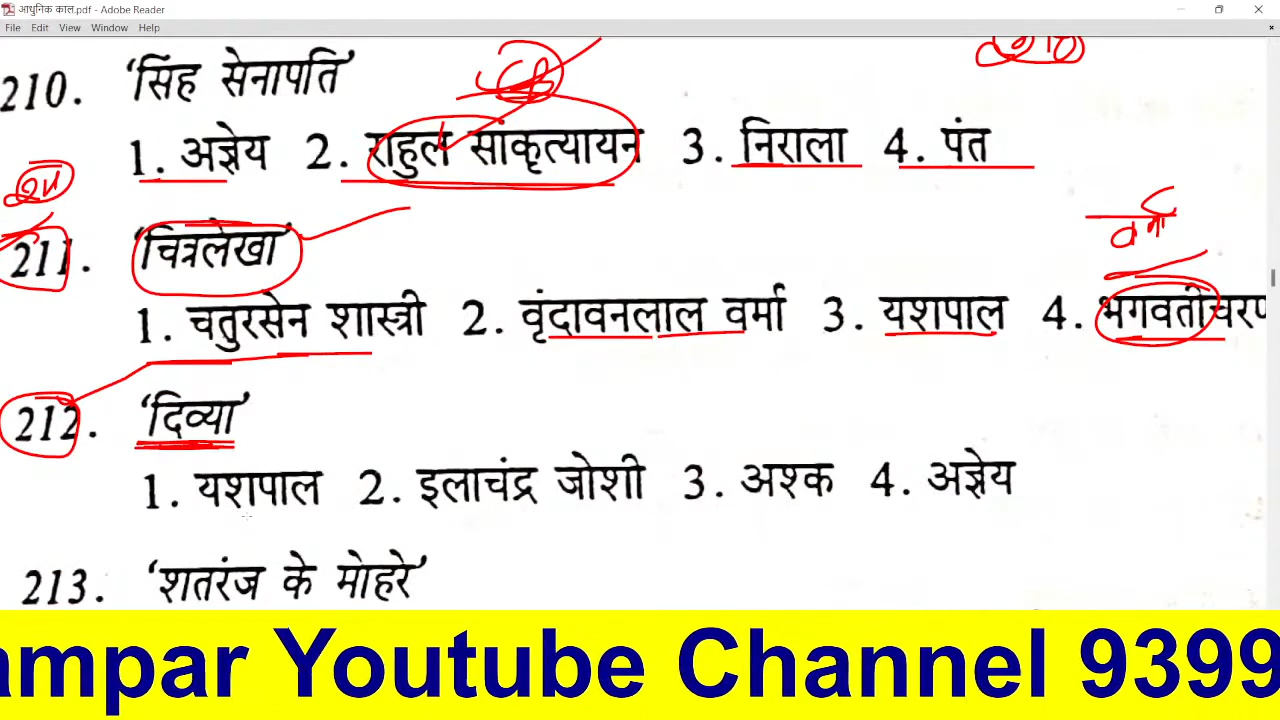 आधुनिक काल.pdf - Adobe Reader
File Edit View Window Help
210. ‘सिंह सेनापति’
1. अज्ञेय 2. राहुल सांकृत्यायन 3. निराला 4. पंत
211. ‘चित्रलेखा’
वर्मा
1. चतुरसेन शास्त्री 2. वृंदावनलाल वर्मा 3. यशपाल 4. भगवतीचरण
212. ‘दिव्या’
1. यशपाल 2. इलाचंद्र जोशी 3. अश्क 4. अज्ञेय
213. ‘शतरंज के मोहरे’
ampar Youtube Channel 9399